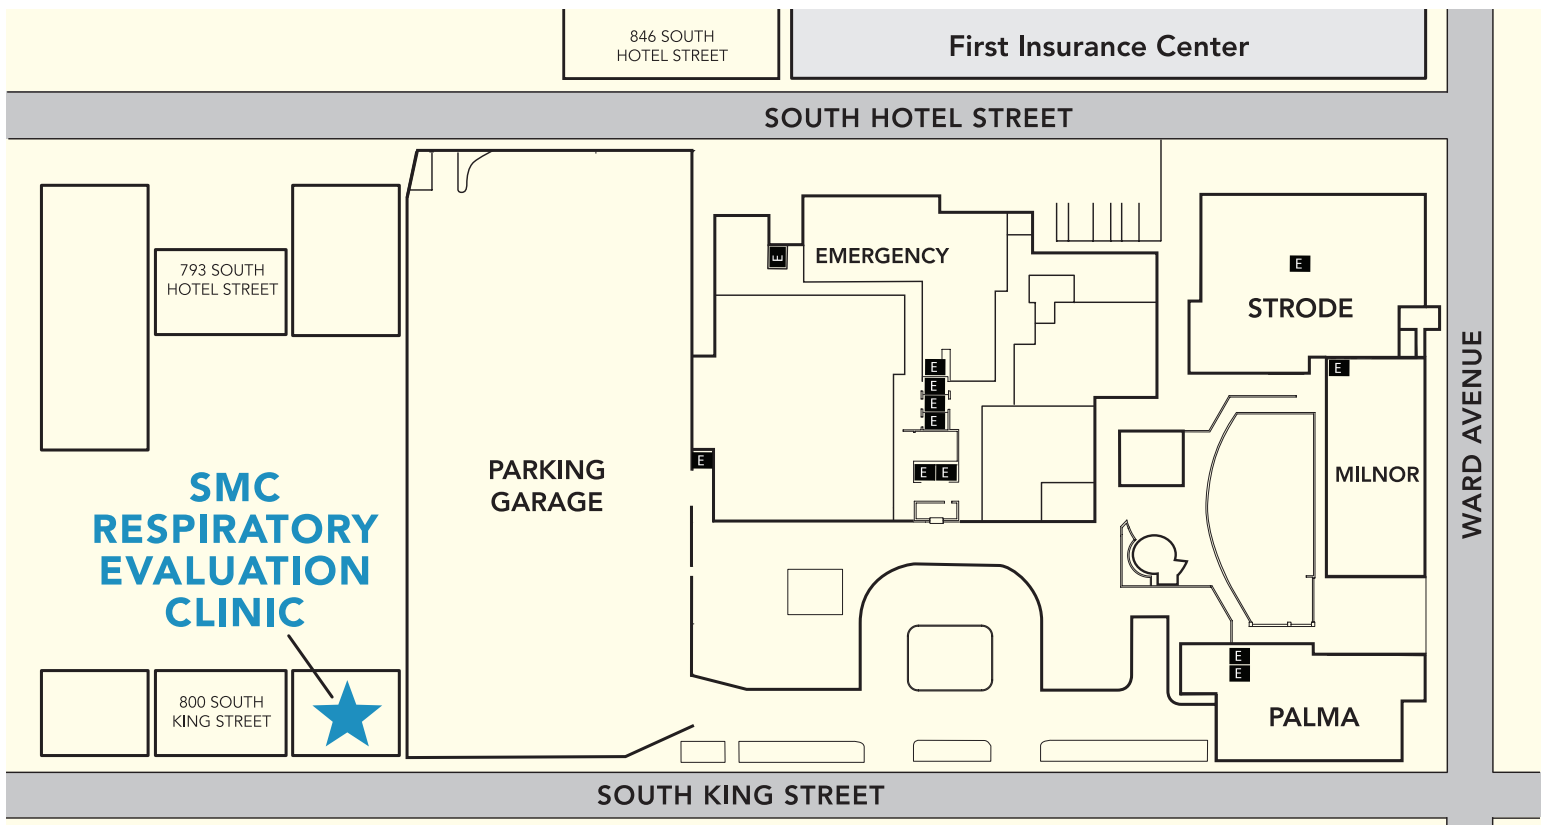 846 SOUTH
HOTEL STREET
First Insurance Center
SOUTH HOTEL STREET
793 SOUTH
HOTEL STREET
E
EMERGENCY
E
STRODE
E
E
E
E
E
WARD AVENUE
PARKING
GARAGE
E
E E
MILNOR
SMC
RESPIRATORY
EVALUATION
CLINIC
800 SOUTH
KING STREET
E
E
PALMA
SOUTH KING STREET